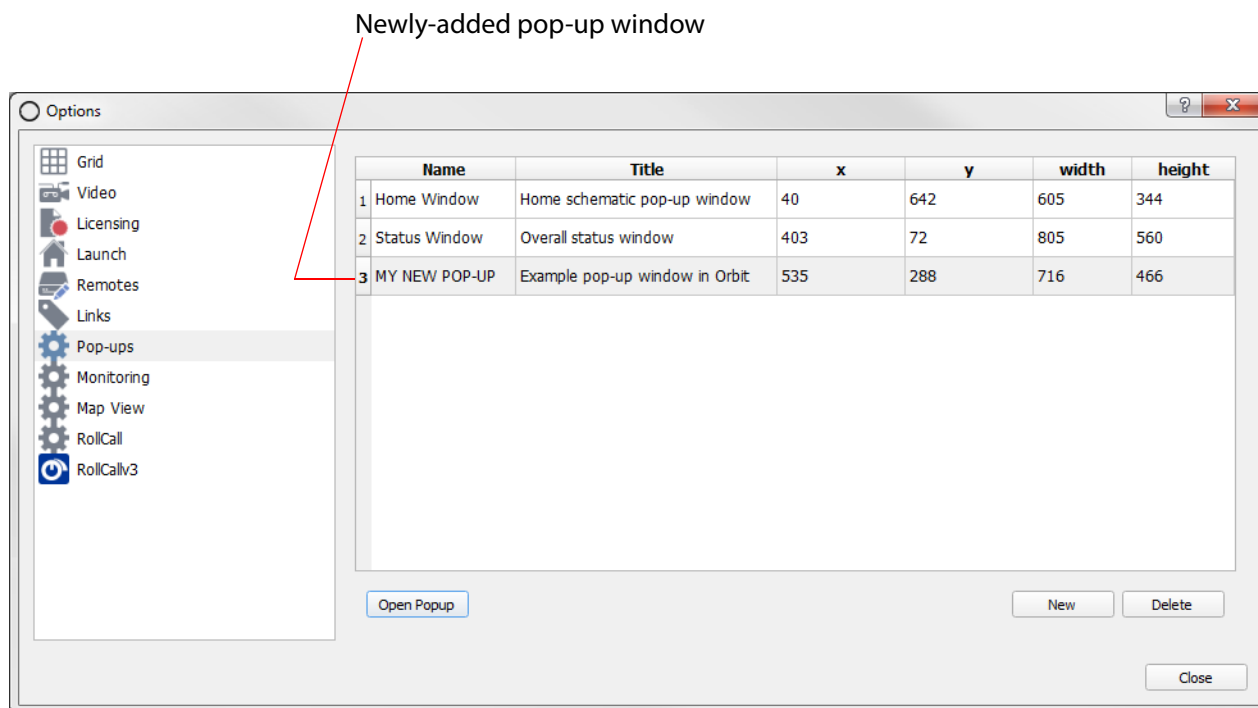 Newly-added pop-up window
Options
?
Grid
Video
Licensing
Launch
Remotes
Links
Pop-ups
Monitoring
Map View
RollCall
RollCallv3
Name Title x y width height
1 Home Window Home schematic pop-up window 40 642 605 344
2 Status Window Overall status window 403 72 805 560
3 MY NEW POP-UP Example pop-up window in Orbit 535 288 716 466
Open Popup New Delete
Close